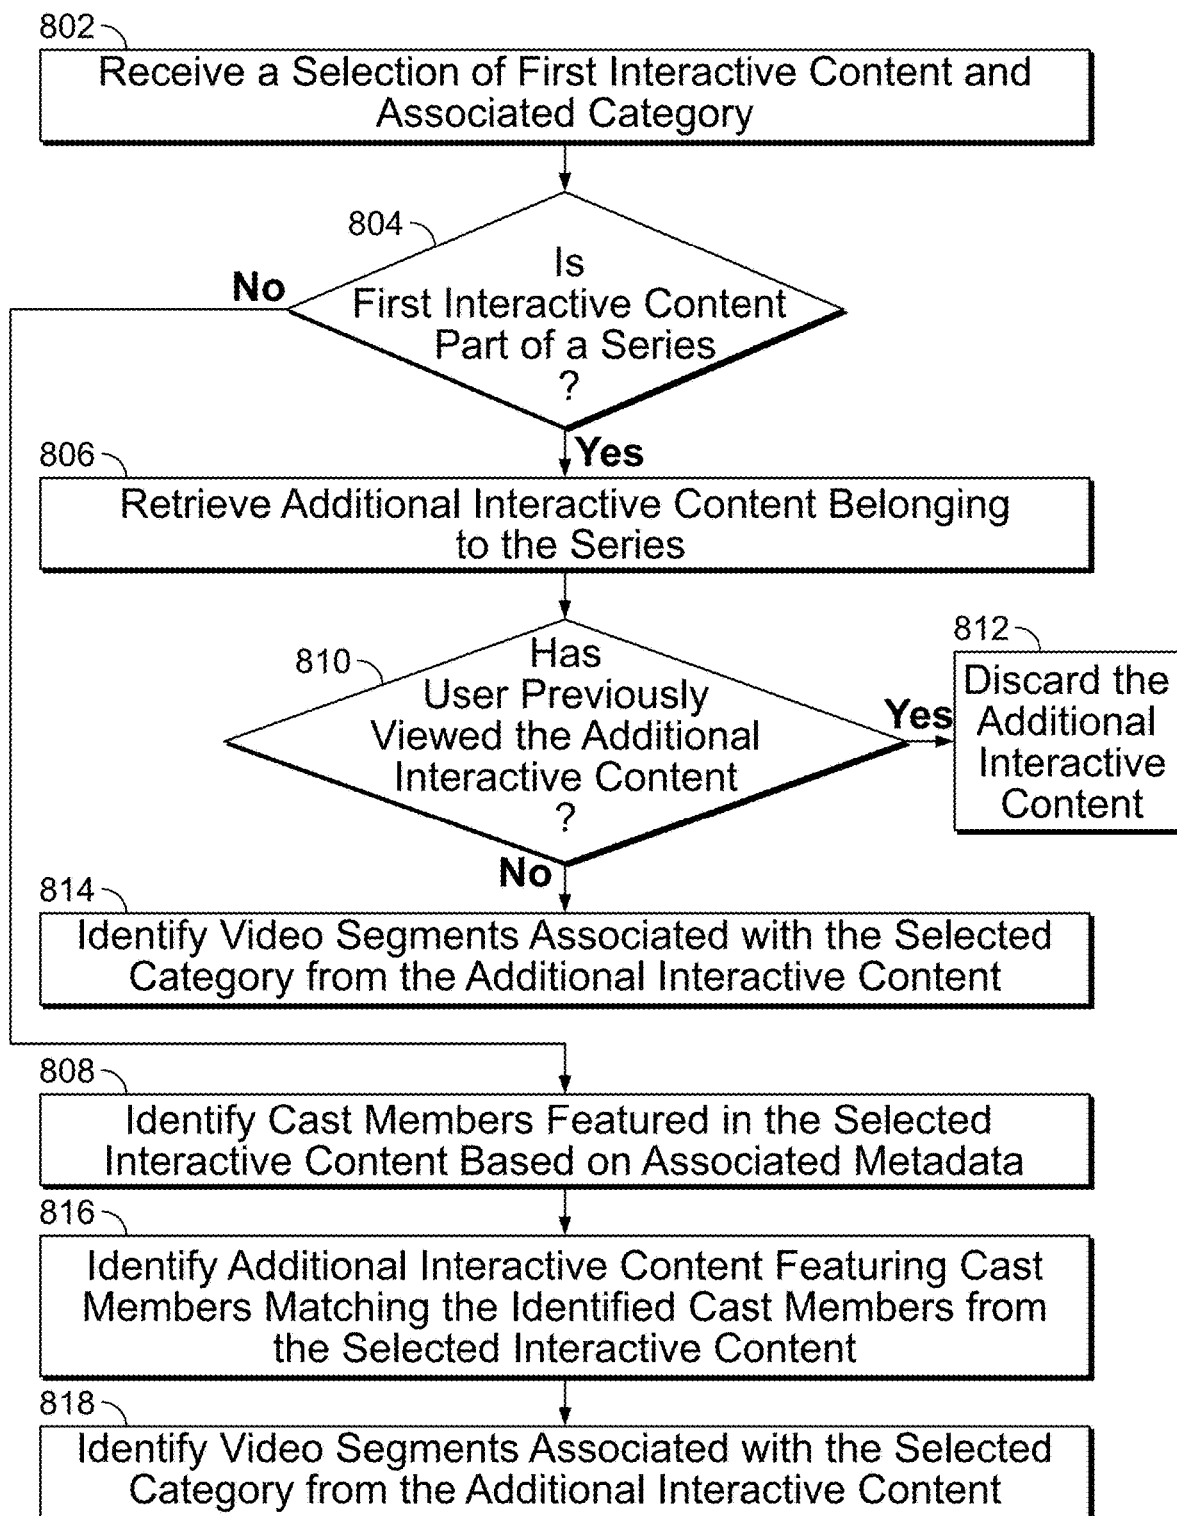 802
Receive a Selection of First Interactive Content and
Associated Category
804
Is
First Interactive Content
Part of a Series
?
No
Yes
806
Retrieve Additional Interactive Content Belonging
to the Series
810
Has
User Previously
Viewed the Additional
Interactive Content
?
Yes
812
Discard the
Additional
Interactive
Content
No
814
Identify Video Segments Associated with the Selected
Category from the Additional Interactive Content
808
Identify Cast Members Featured in the Selected
Interactive Content Based on Associated Metadata
816
Identify Additional Interactive Content Featuring Cast
Members Matching the Identified Cast Members from
the Selected Interactive Content
818
Identify Video Segments Associated with the Selected
Category from the Additional Interactive Content